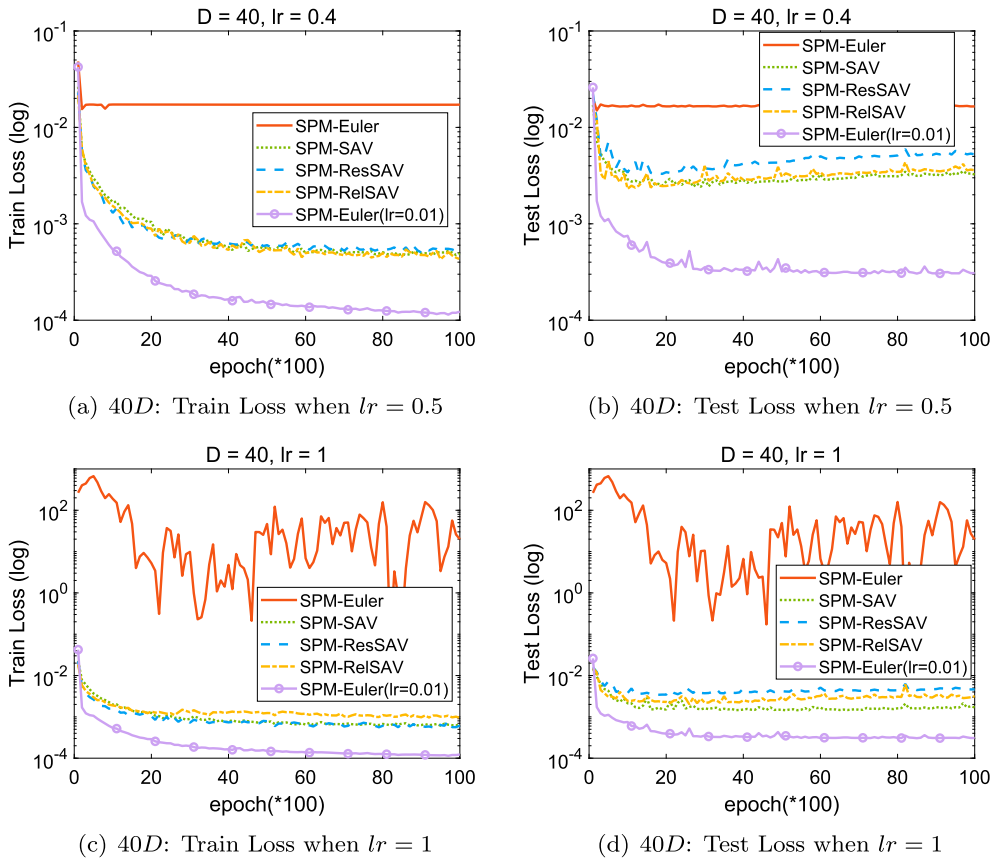 D = 40, lr = 0.4
Train Loss (log)
10^-1
10^-2
10^-3
10^-4
SPM-Euler
SPM-SAV
SPM-ResSAV
SPM-RelSAV
SPM-Euler(lr=0.01)
0 20 40 60 80 100
epoch(*100)
(a) 40D: Train Loss when lr = 0.5
D = 40, lr = 0.4
Test Loss (log)
10^-1
10^-2
10^-3
10^-4
SPM-Euler
SPM-SAV
SPM-ResSAV
SPM-RelSAV
SPM-Euler(lr=0.01)
0 20 40 60 80 100
epoch(*100)
(b) 40D: Test Loss when lr = 0.5
D = 40, lr = 1
Train Loss (log)
10^2
10^0
10^-2
10^-4
SPM-Euler
SPM-SAV
SPM-ResSAV
SPM-RelSAV
SPM-Euler(lr=0.01)
0 20 40 60 80 100
epoch(*100)
(c) 40D: Train Loss when lr = 1
D = 40, lr = 1
Test Loss (log)
10^2
10^0
10^-2
10^-4
SPM-Euler
SPM-SAV
SPM-ResSAV
SPM-RelSAV
SPM-Euler(lr=0.01)
0 20 40 60 80 100
epoch(*100)
(d) 40D: Test Loss when lr = 1